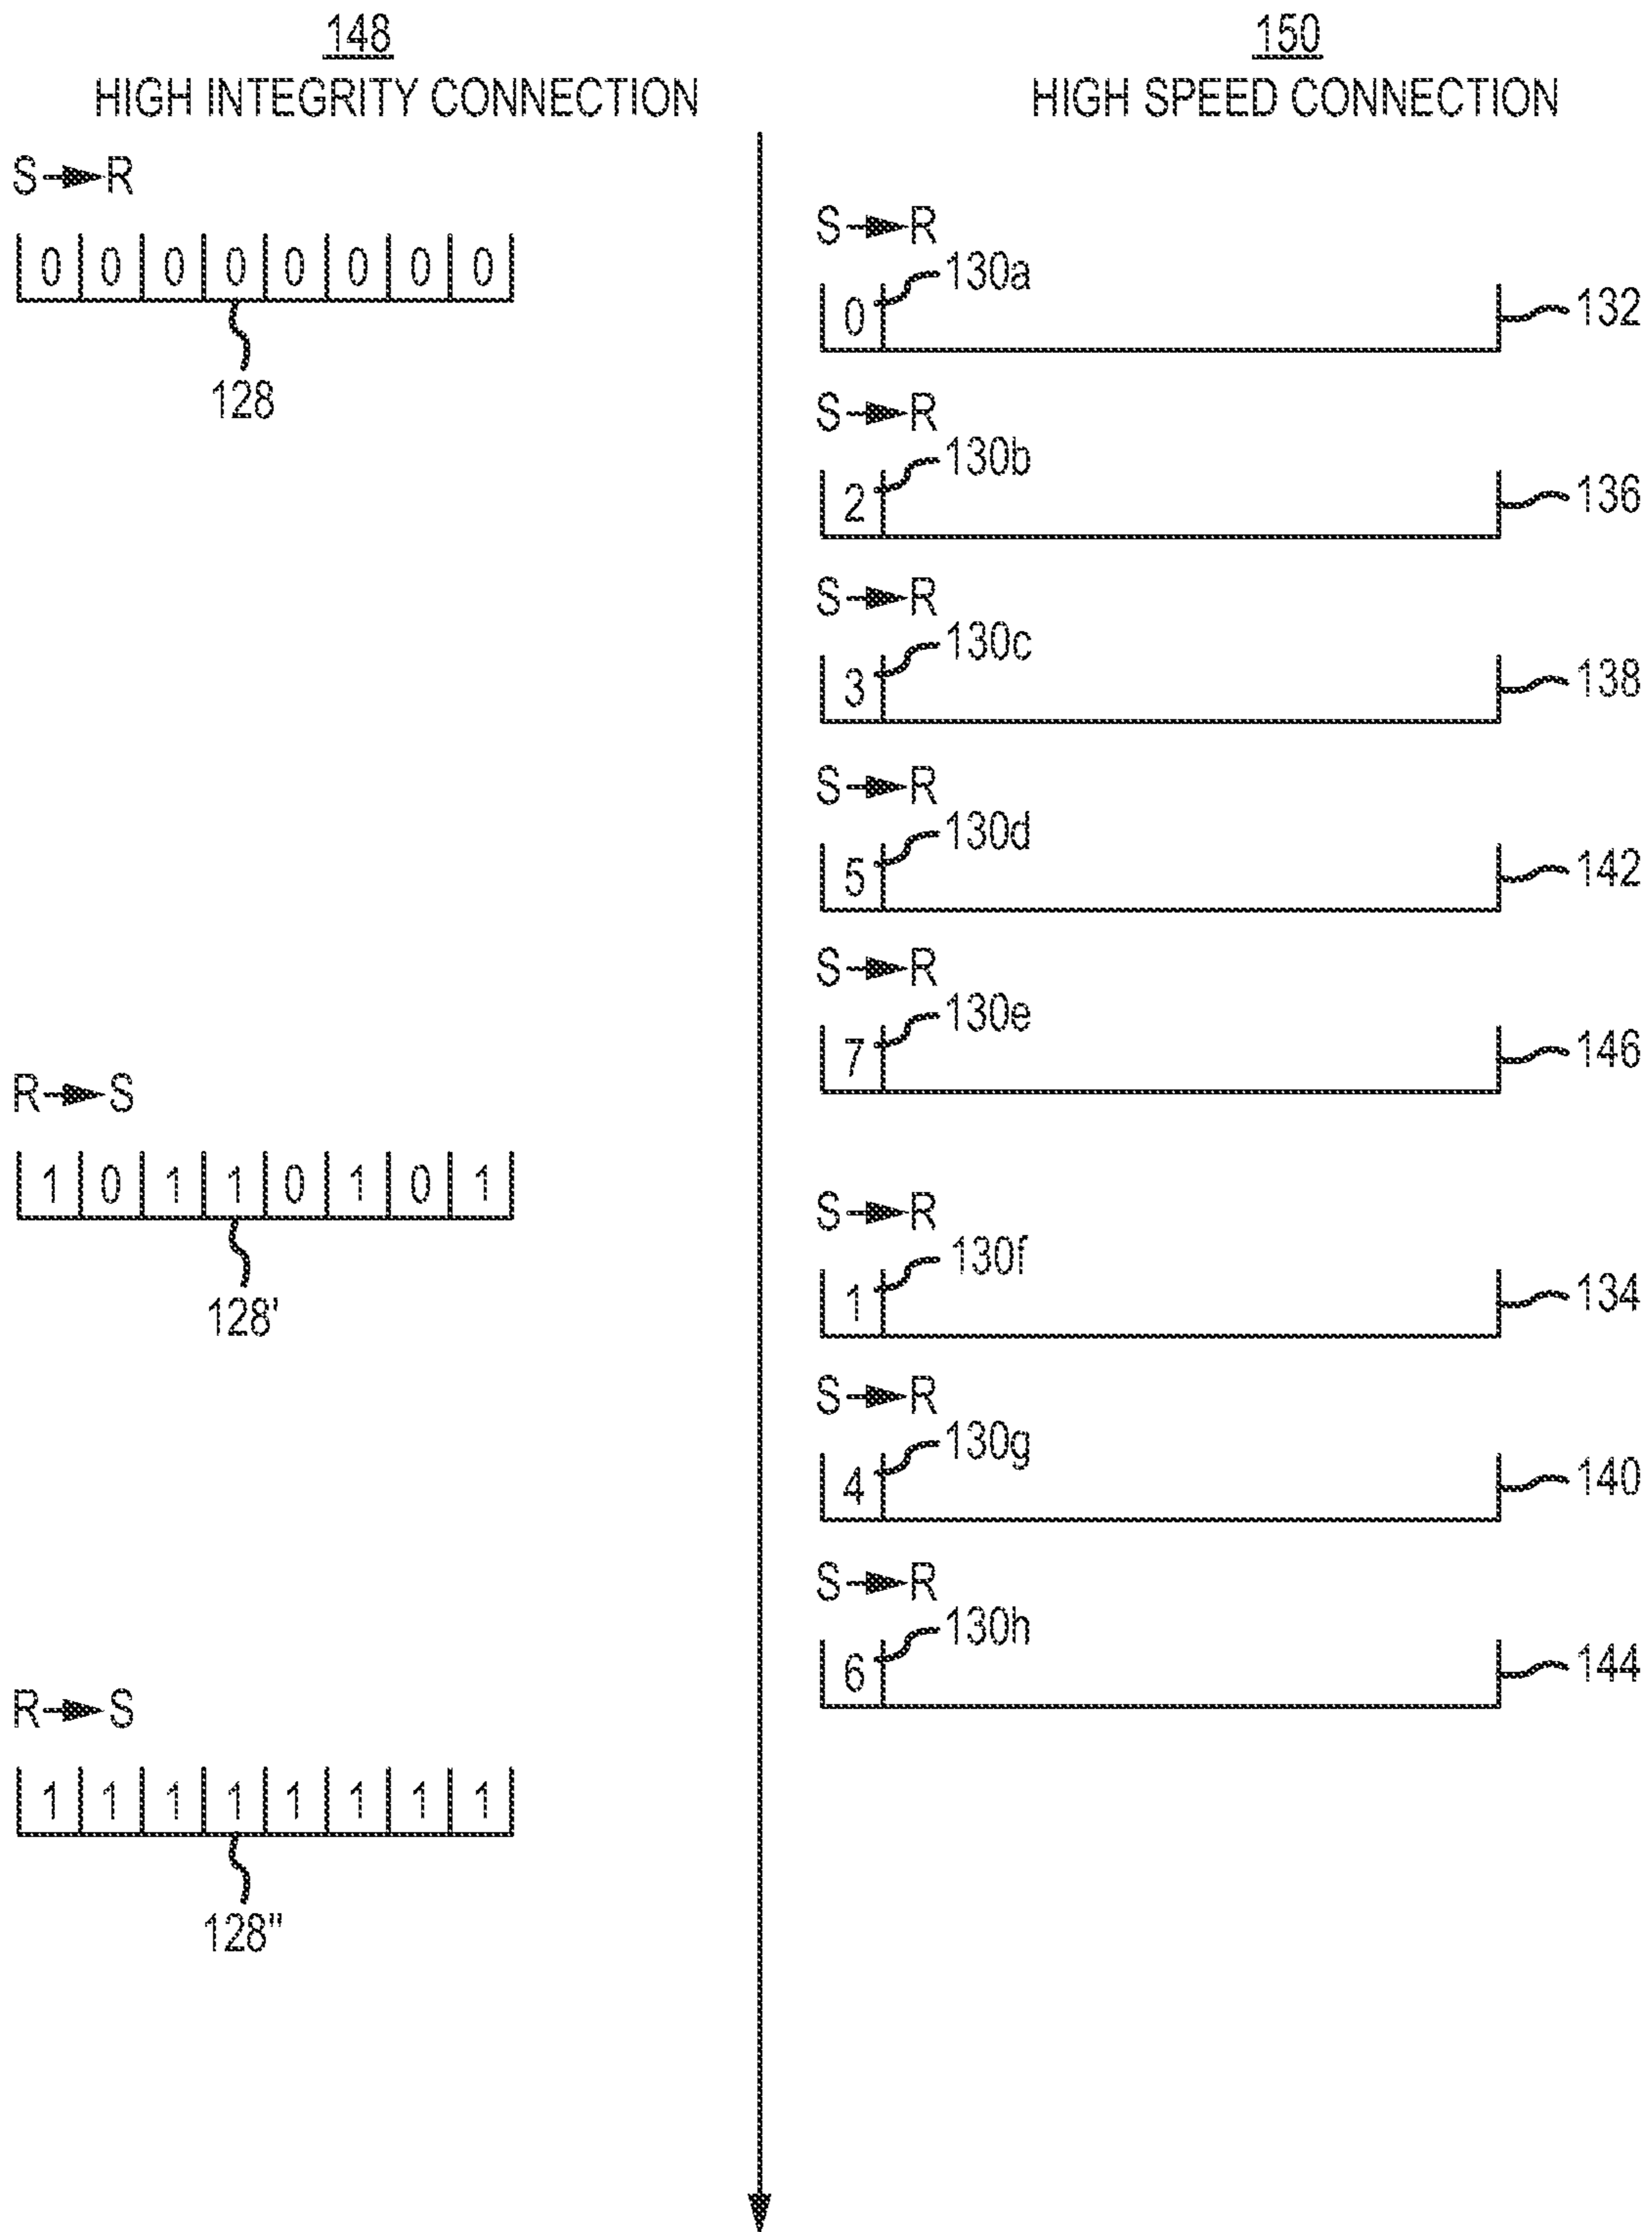 148
HIGH INTEGRITY CONNECTION
S R
0 0 0 0 0 0 0 0
128
R S
1 0 1 1 0 1 0 1
128'
R S
1 1 1 1 1 1 1 1
128"
150
HIGH SPEED CONNECTION
S R
130a
0 132
S R
130b
2 136
S R
130c
3 138
S R
130d
5 142
S R
130e
7 146
S R
130f
1 134
S R
130g
4 140
S R
130h
6 144